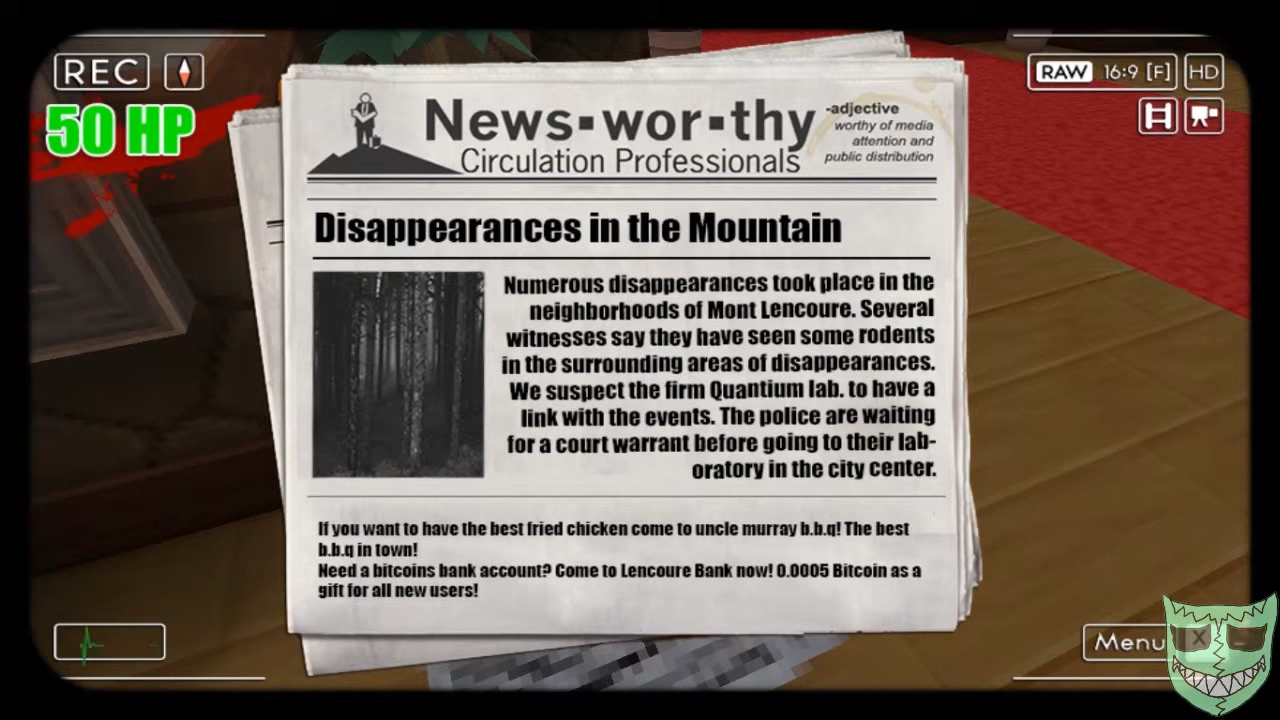 REC
RAW 16:9 [F] HD
50 HP
News▪wor▪thy
Circulation Professionals
-adjective
worthy of media
attention and
public distribution
Disappearances in the Mountain
Numerous disappearances took place in the
neighborhoods of Mont Lencoure. Several
witnesses say they have seen some rodents
in the surrounding areas of disappearances.
We suspect the firm Quantium lab. to have a
link with the events. The police are waiting
for a court warrant before going to their lab-
oratory in the city center.
If you want to have the best fried chicken come to uncle murray b.b.q! The best
b.b.q in town!
Need a bitcoins bank account? Come to Lencoure Bank now! 0.0005 Bitcoin as a
gift for all new users!
Menu X